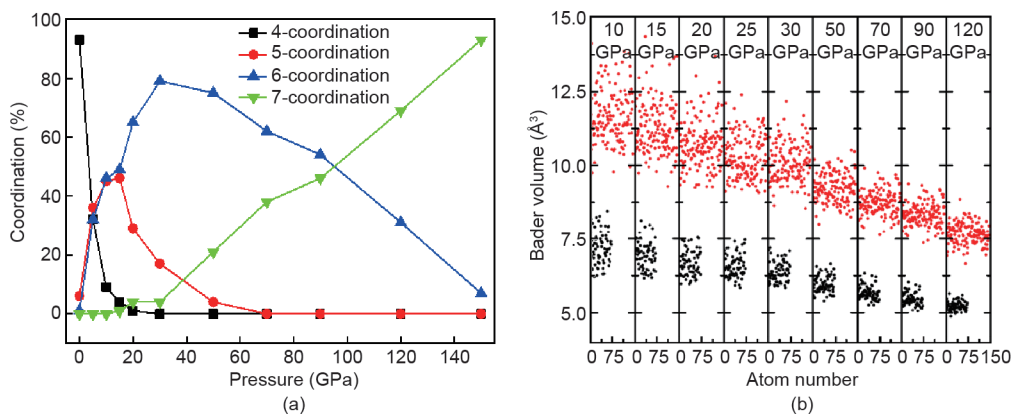 100
80
60
40
20
0
Coordination (%)
4-coordination
5-coordination
6-coordination
7-coordination
0 20 40 60 80 100 120 140
Pressure (GPa)
(a)
15.0
12.5
10.0
7.5
5.0
Bader volume (Å³)
10 15 20 25 30 50 70 90 120
GPa GPa GPa GPa GPa GPa GPa GPa GPa
0 75 0 75 0 75 0 75 0 75 0 75 0 75 0 75 0 75 150
Atom number
(b)